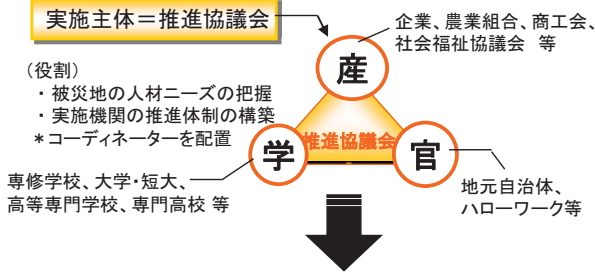 実施主体＝推進協議会
企業、農業組合、商工会、
社会福祉協議会 等
（役割）
・被災地の人材ニーズの把握
・実施機関の推進体制の構築
＊コーディネーターを配置
産
推進協議会
学
官
専修学校、大学・短大、
高等専門学校、専門高校 等
地元自治体、
ハローワーク等